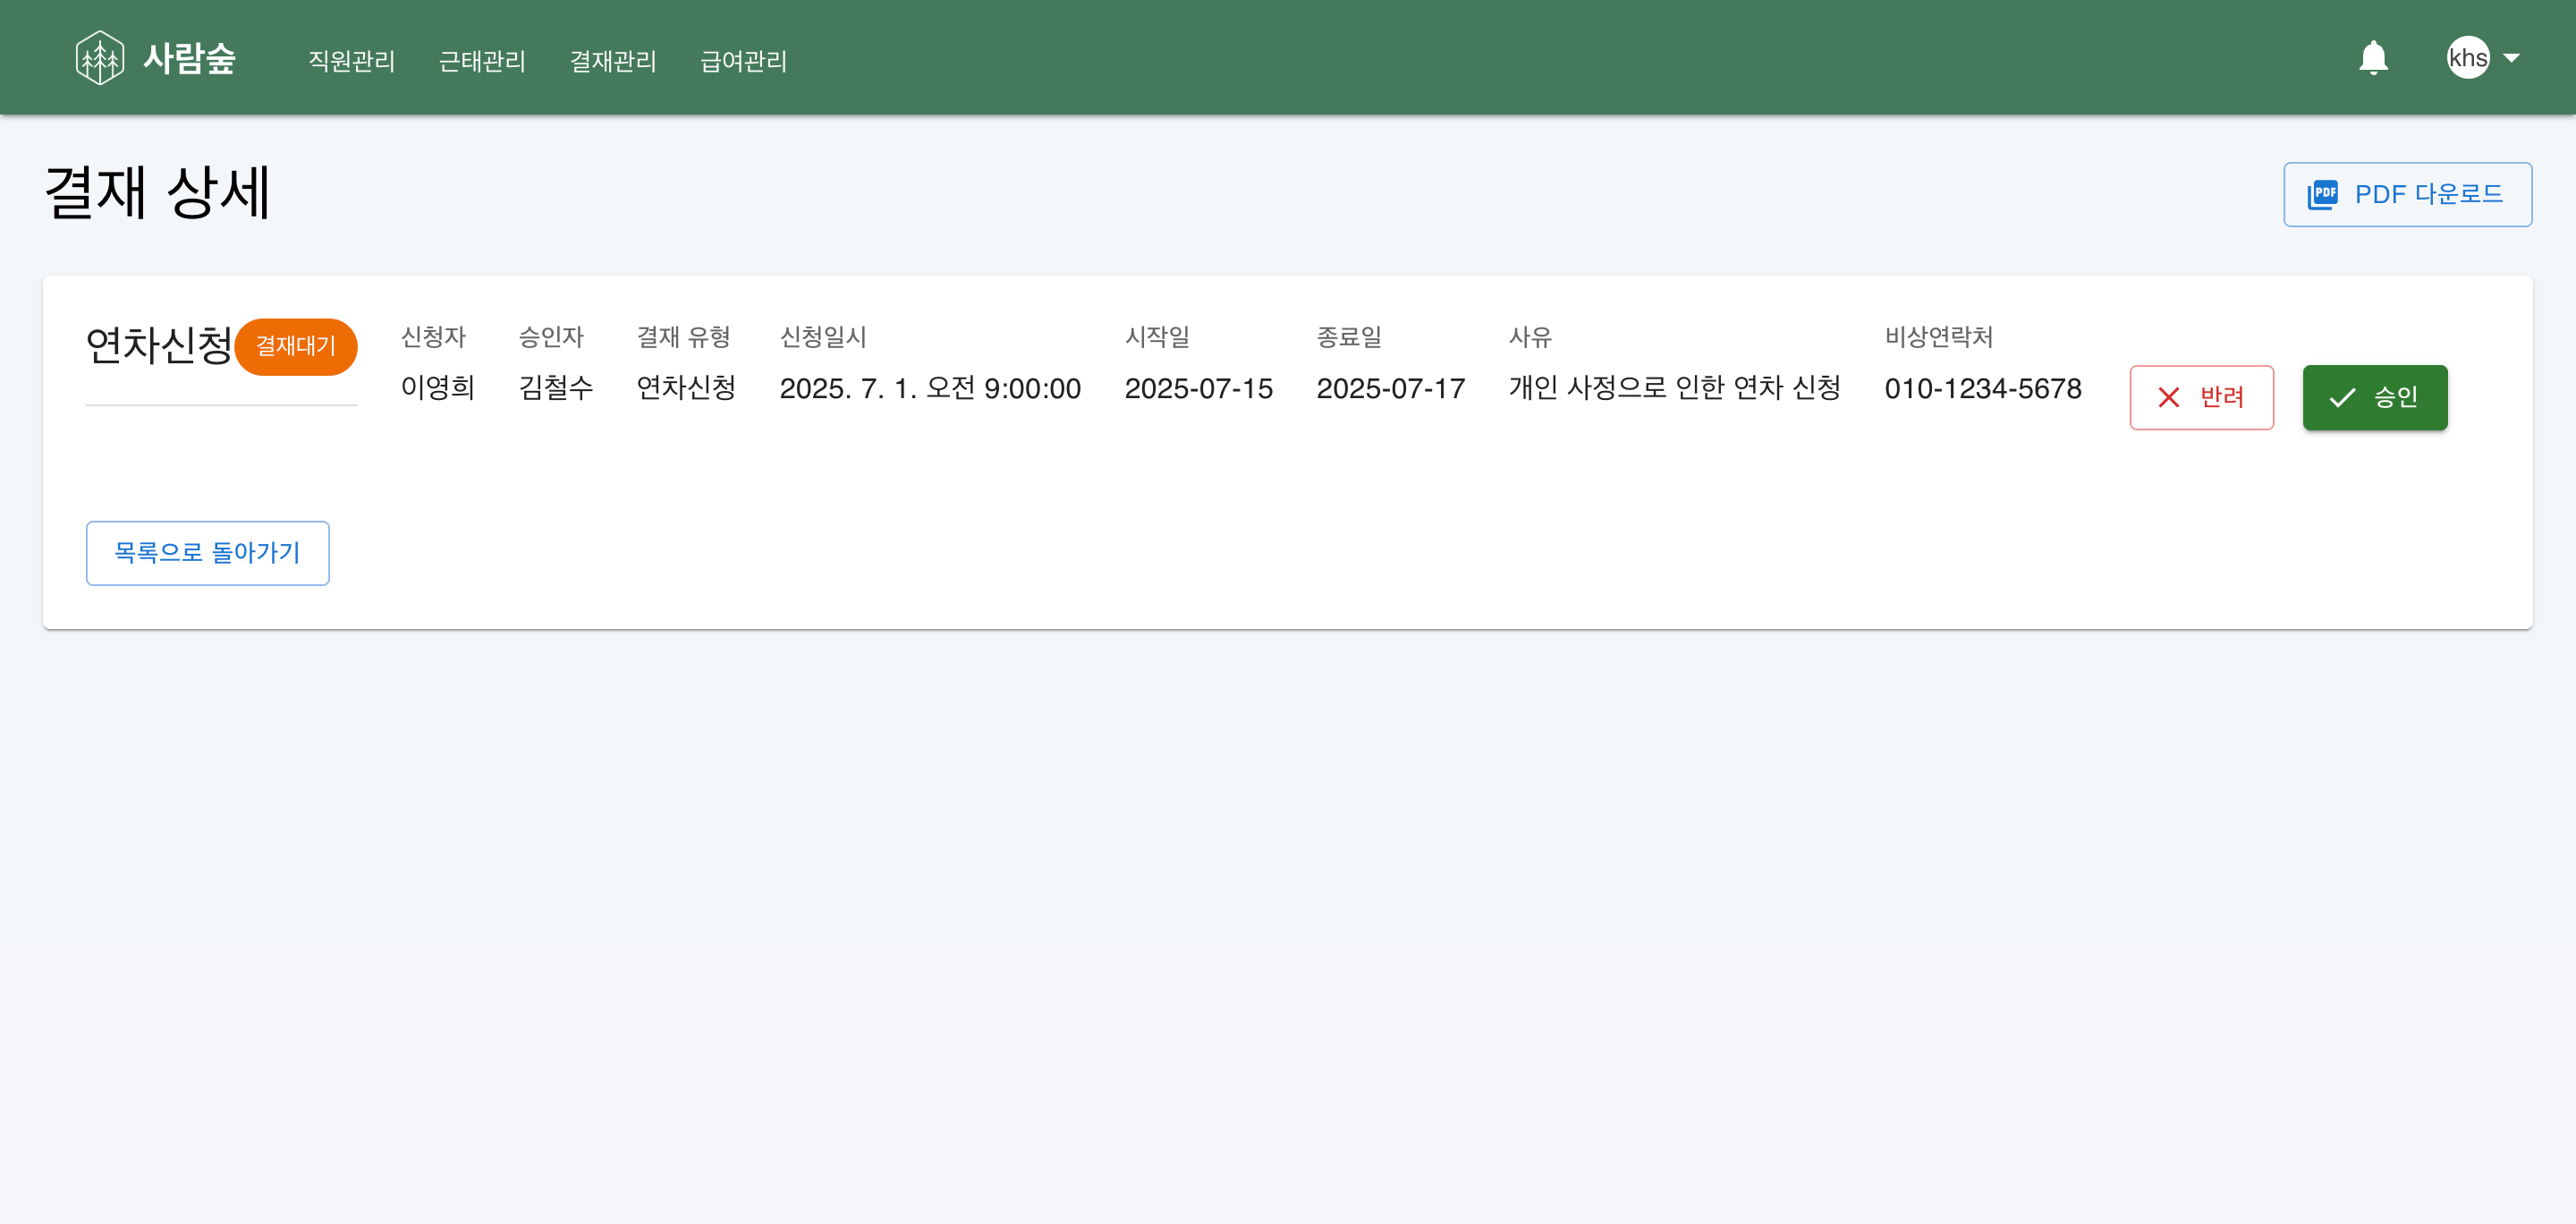 사람숲 직원관리 근태관리 결재관리 급여관리 khs
결재 상세
PDF PDF 다운로드
연차신청 결재대기
신청자 승인자 결재 유형 신청일시 시작일 종료일 사유 비상연락처
이영희 김철수 연차신청 2025. 7. 1. 오전 9:00:00 2025-07-15 2025-07-17 개인 사정으로 인한 연차 신청 010-1234-5678
반려 승인
목록으로 돌아가기